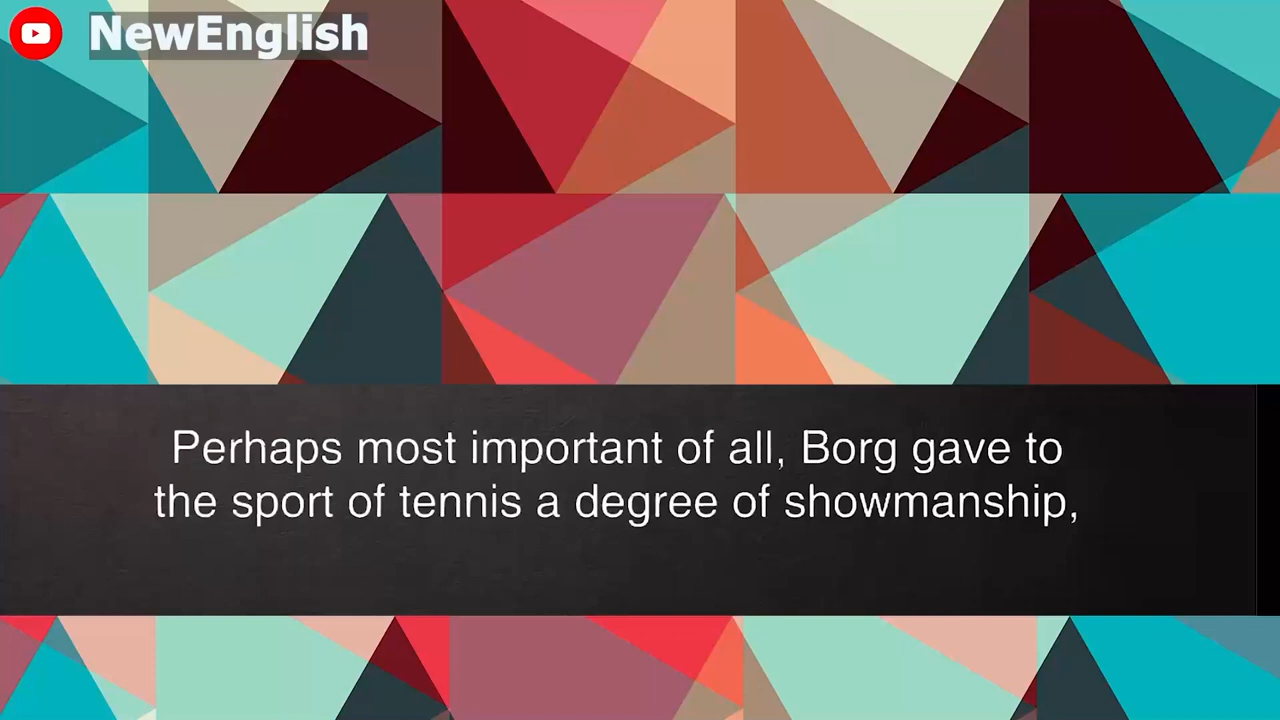 NewEnglish
Perhaps most important of all, Borg gave to
the sport of tennis a degree of showmanship,